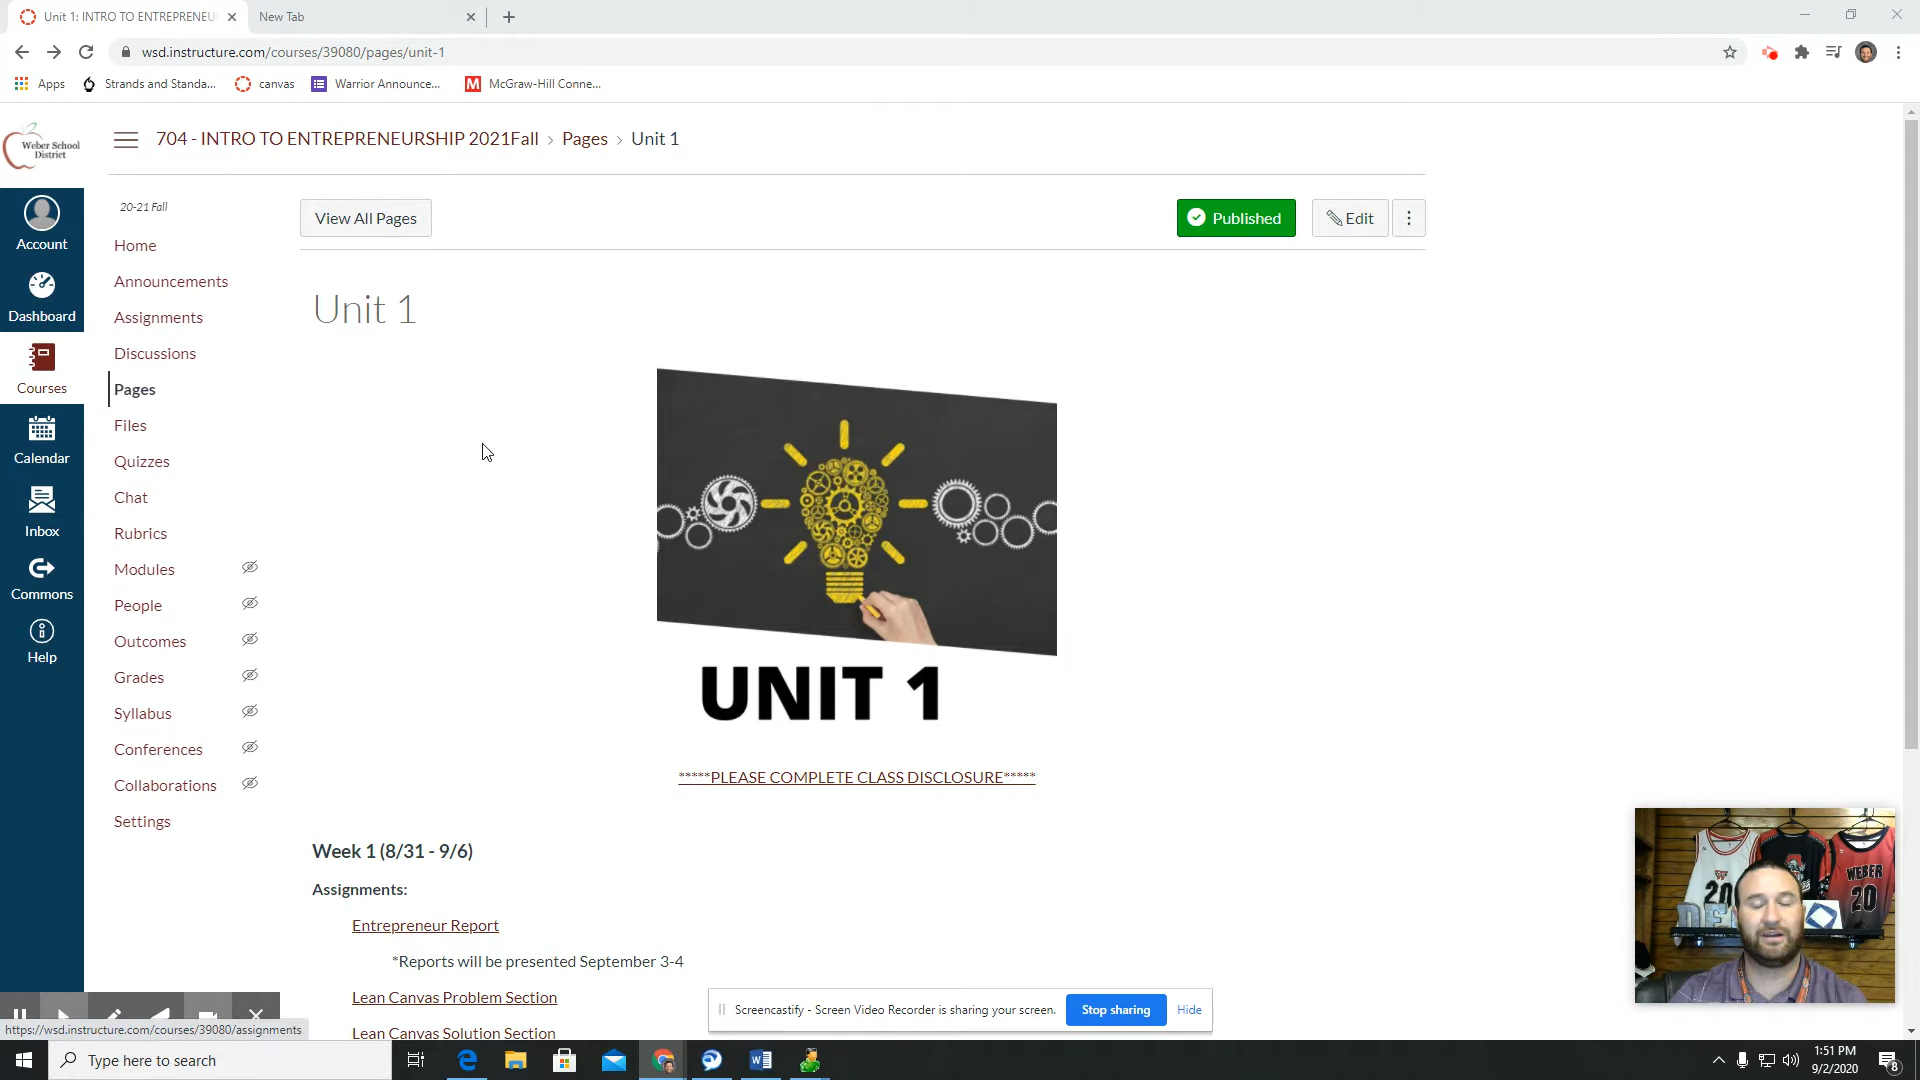 Unit 1: INTRO TO ENTREPRENEU
New Tab
wsd.instructure.com/courses/39080/pages/unit-1
Apps
Strands and Standa...
canvas
Warrior Announce...
McGraw-Hill Conne...
Weber School
District
704 - INTRO TO ENTREPRENEURSHIP 2021Fall › Pages › Unit 1
Account
Dashboard
Courses
Calendar
Inbox
Commons
Help
20-21 Fall
Home
Announcements
Assignments
Discussions
Pages
Files
Quizzes
Chat
Rubrics
Modules
People
Outcomes
Grades
Syllabus
Conferences
Collaborations
Settings
View All Pages
Published
Edit
Unit 1
UNIT 1
*****PLEASE COMPLETE CLASS DISCLOSURE*****
Week 1 (8/31 - 9/6)
Assignments:
Entrepreneur Report
*Reports will be presented September 3-4
Lean Canvas Problem Section
Lean Canvas Solution Section
WEBER
20
20
Screencastify - Screen Video Recorder is sharing your screen.
Stop sharing
Hide
https://wsd.instructure.com/courses/39080/assignments
Type here to search
1:51 PM
9/2/2020
8